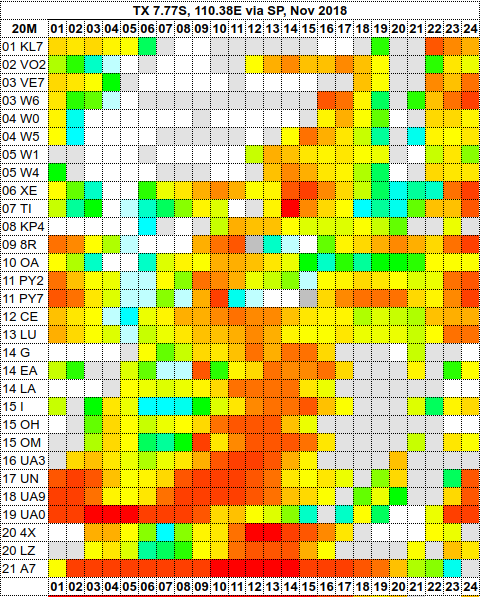 TX 7.77S, 110.38E via SP, Nov 2018
20M 01 02 03 04 05 06 07 08 09 10 11 12 13 14 15 16 17 18 19 20 21 22 23 24
01 KL7
02 VO2
03 VE7
03 W6
04 W0
04 W5
05 W1
05 W4
06 XE
07 TI
08 KP4
09 8R
10 OA
11 PY2
11 PY7
12 CE
13 LU
14 G
14 EA
14 LA
15 I
15 OH
15 OM
16 UA3
17 UN
18 UA9
19 UA0
20 4X
20 LZ
21 A7
01 02 03 04 05 06 07 08 09 10 11 12 13 14 15 16 17 18 19 20 21 22 23 24